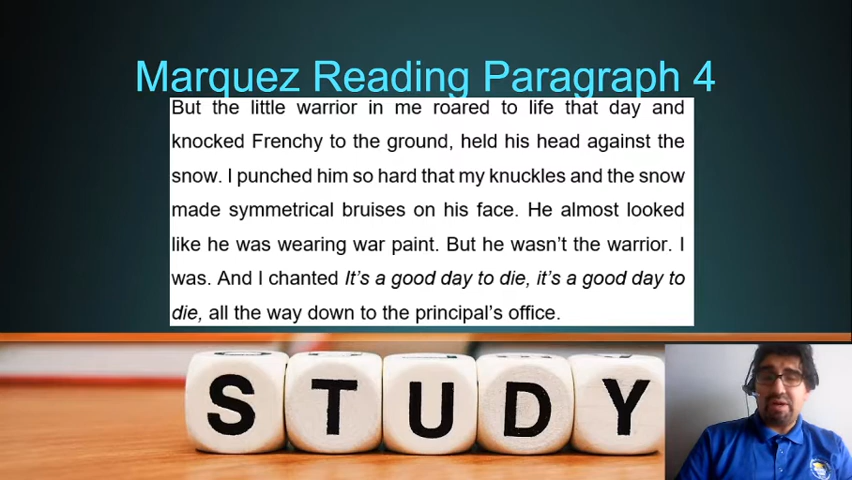 Marquez Reading Paragraph 4
But the little warrior in me roared to life that day and
knocked Frenchy to the ground, held his head against the
snow. I punched him so hard that my knuckles and the snow
made symmetrical bruises on his face. He almost looked
like he was wearing war paint. But he wasn’t the warrior. I
was. And I chanted It’s a good day to die, it’s a good day to
die, all the way down to the principal’s office.
STUDY